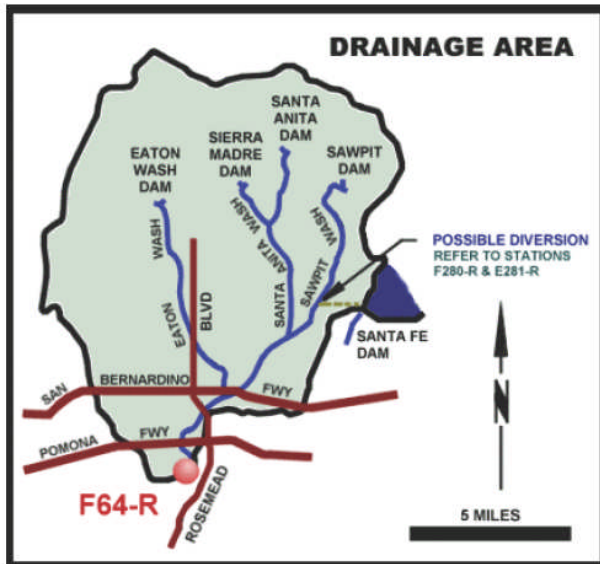 DRAINAGE AREA
SANTA
ANITA
DAM
SIERRA
MADRE
DAM
SAWPIT
DAM
EATON
WASH
DAM
WASH
EATON
BLVD
ANITA WASH
SANTA
WASH
SAWPIT
POSSIBLE DIVERSION
REFER TO STATIONS
F280-R & E281-R
SANTA FE
DAM
SAN BERNARDINO FWY
POMONA FWY
F64-R
ROSEMEAD
N
5 MILES